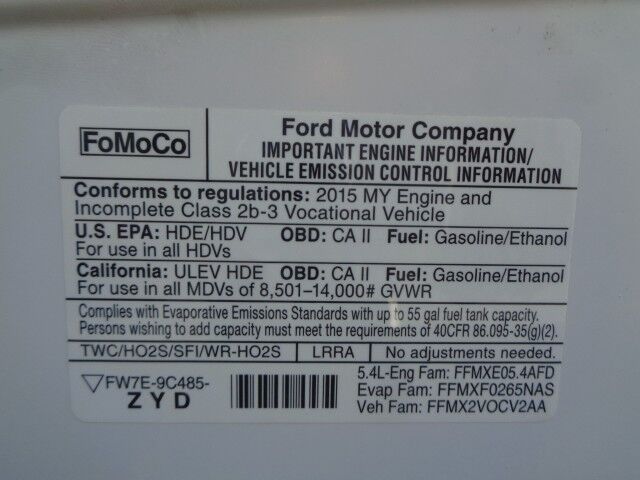 FoMoCo
Ford Motor Company
IMPORTANT ENGINE INFORMATION/
VEHICLE EMISSION CONTROL INFORMATION
Conforms to regulations: 2015 MY Engine and
Incomplete Class 2b-3 Vocational Vehicle
U.S. EPA: HDE/HDV OBD: CA II Fuel: Gasoline/Ethanol
For use in all HDVs
California: ULEV HDE OBD: CA II Fuel: Gasoline/Ethanol
For use in all MDVs of 8,501-14,000# GVWR
Complies with Evaporative Emissions Standards with up to 55 gal fuel tank capacity.
Persons wishing to add capacity must meet the requirements of 40CFR 86.095-35(g)(2).
TWC/HO2S/SFI/WR-HO2S LRRA No adjustments needed.
▽FW7E-9C485-
Z Y D
5.4L-Eng Fam: FFMXE05.4AFD
Evap Fam: FFMXF0265NAS
Veh Fam: FFMX2VOCV2AA